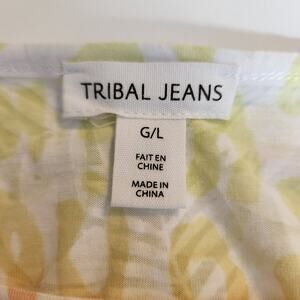 TRIBAL JEANS
G/L
FAIT EN
CHINE
MADE IN
CHINA